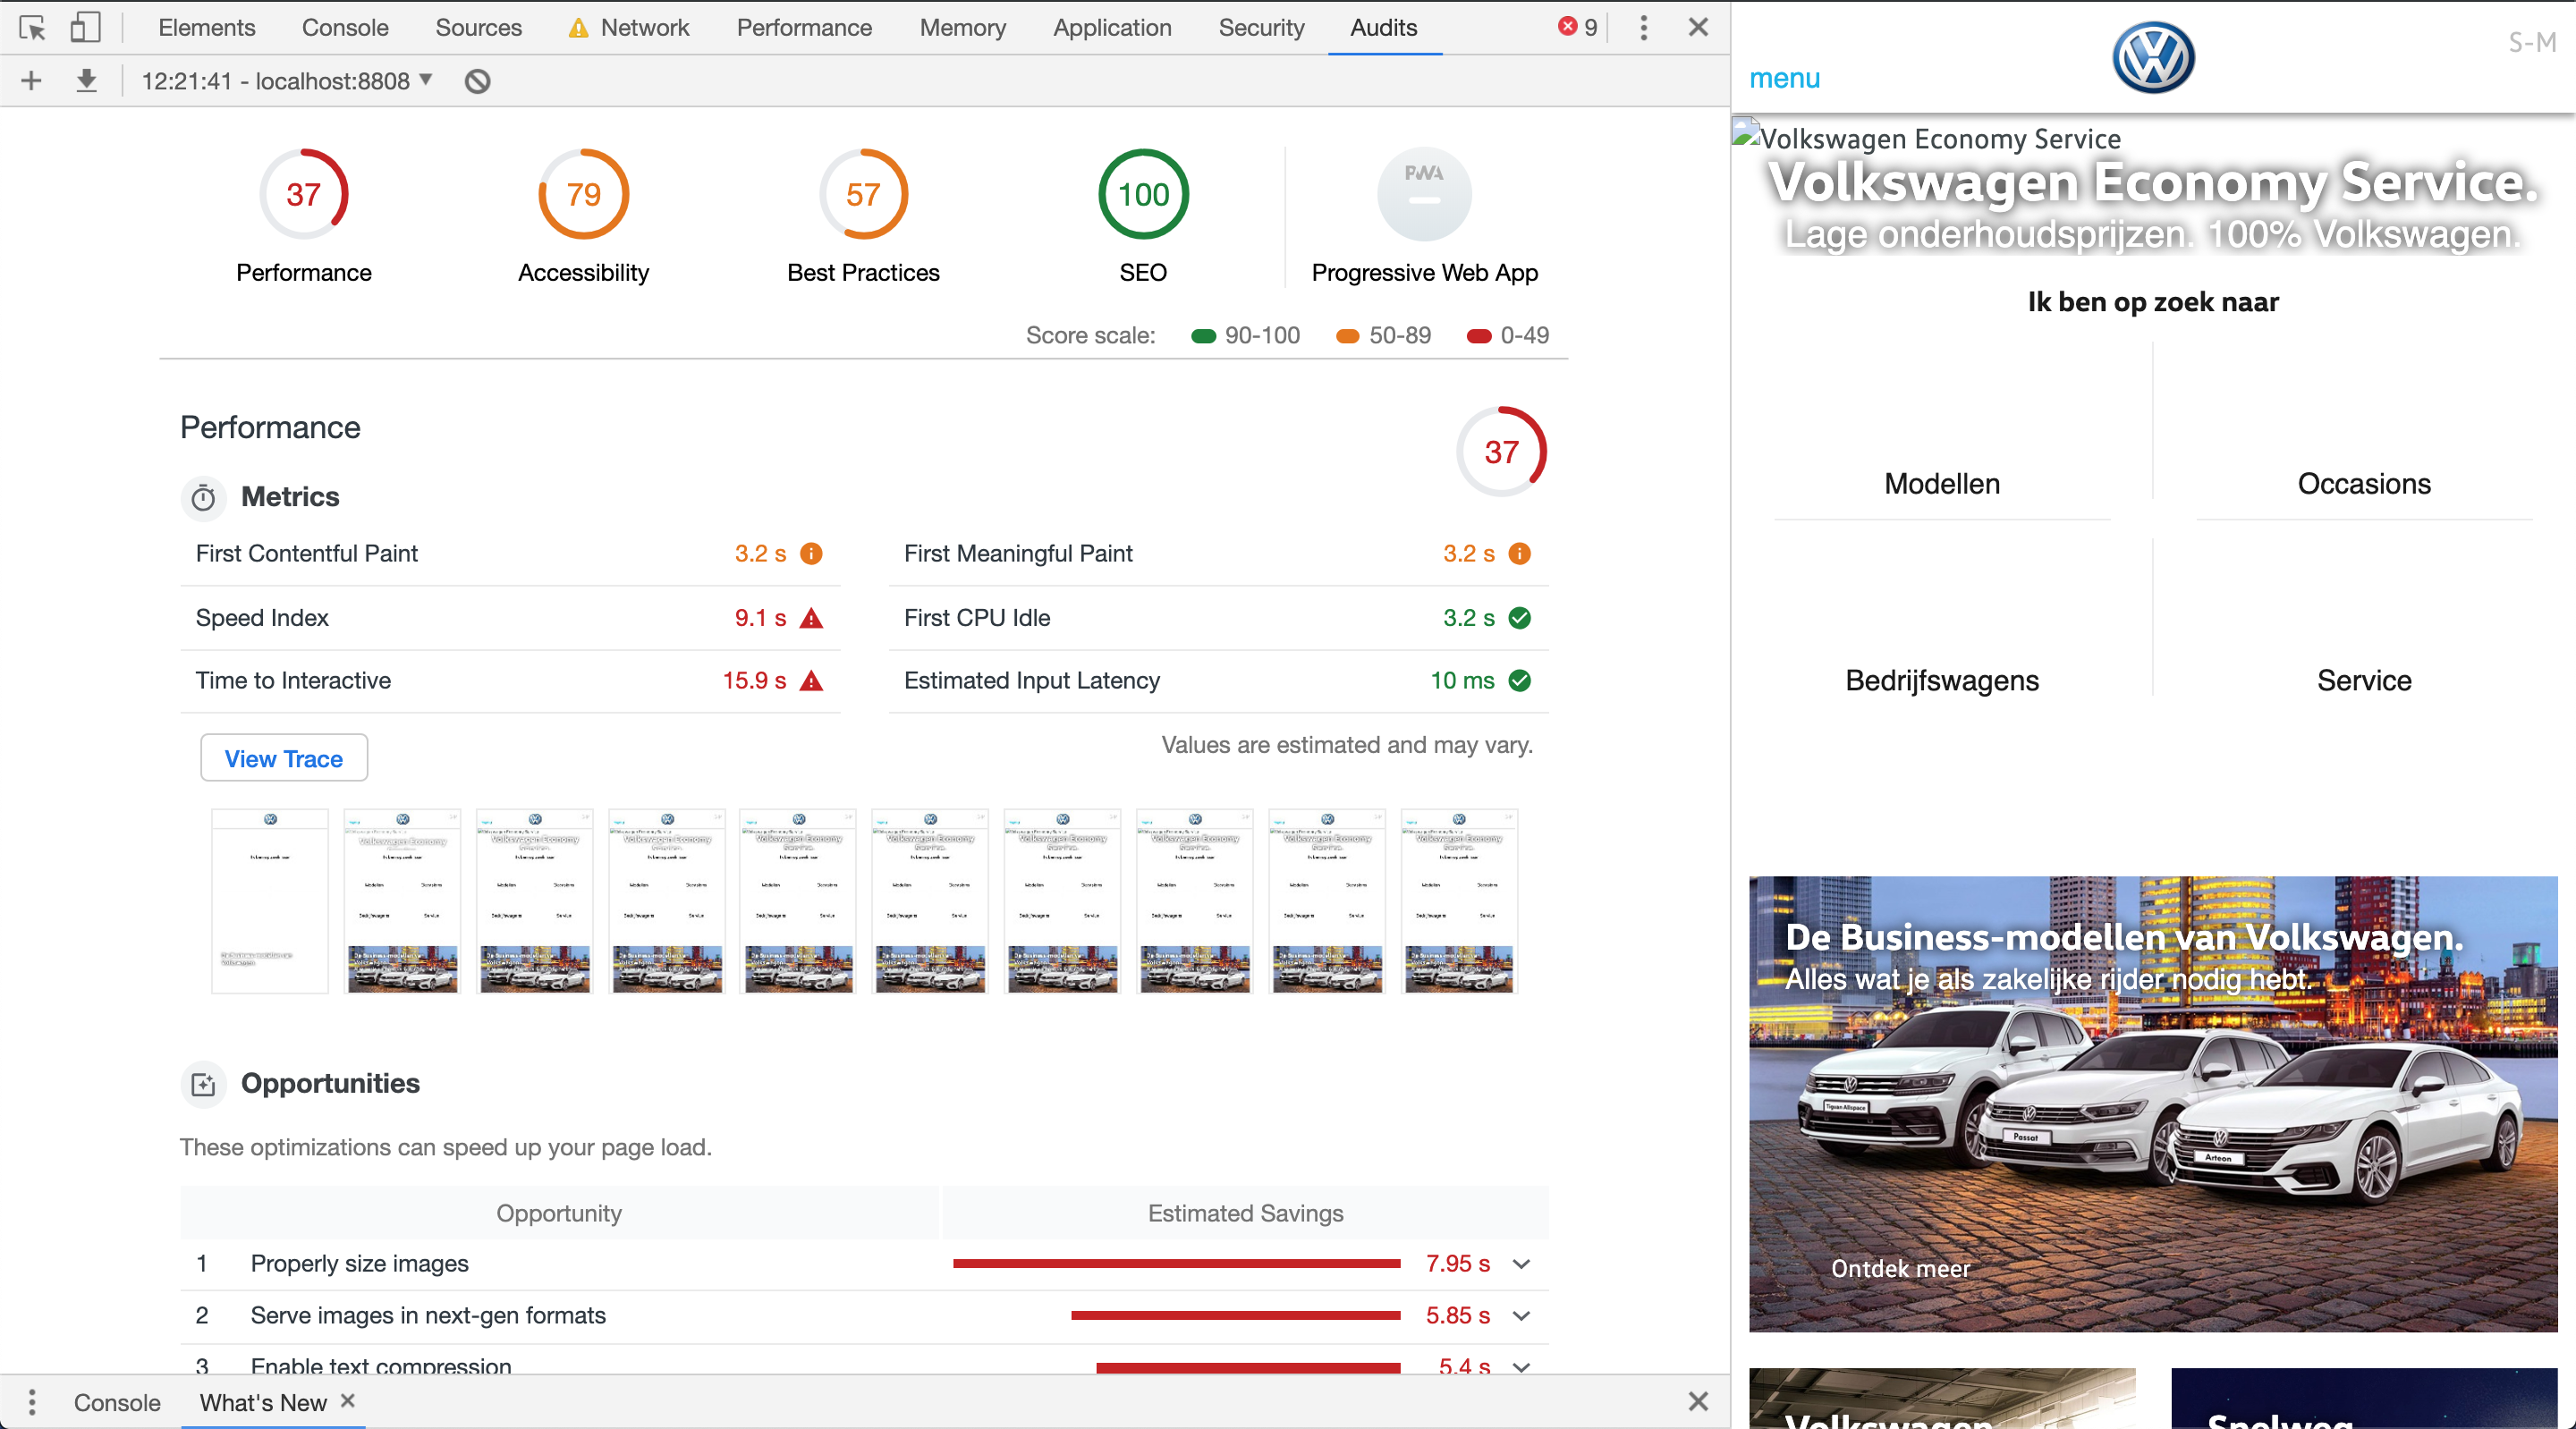 Elements Console Sources Network Performance Memory Application Security Audits 9
12:21:41 - localhost:8808
37 79 57 100 PWA
Performance Accessibility Best Practices SEO Progressive Web App
Score scale: 90-100 50-89 0-49
Performance
37
Metrics
First Contentful Paint 3.2 s First Meaningful Paint 3.2 s
Speed Index 9.1 s First CPU Idle 3.2 s
Time to Interactive 15.9 s Estimated Input Latency 10 ms
View Trace
Values are estimated and may vary.
Opportunities
These optimizations can speed up your page load.
Opportunity Estimated Savings
1 Properly size images 7.95 s
2 Serve images in next-gen formats 5.85 s
3 Enable text compression 5.4 s
Console What's New
S-M
menu
Volkswagen Economy Service
Volkswagen Economy Service.
Lage onderhoudsprijzen. 100% Volkswagen.
Ik ben op zoek naar
Modellen Occasions
Bedrijfswagens Service
De Business-modellen van Volkswagen.
Alles wat je als zakelijke rijder nodig hebt.
Tiguan Allspace
Passat
Arteon
Ontdek meer
Volkswagen Spelweg